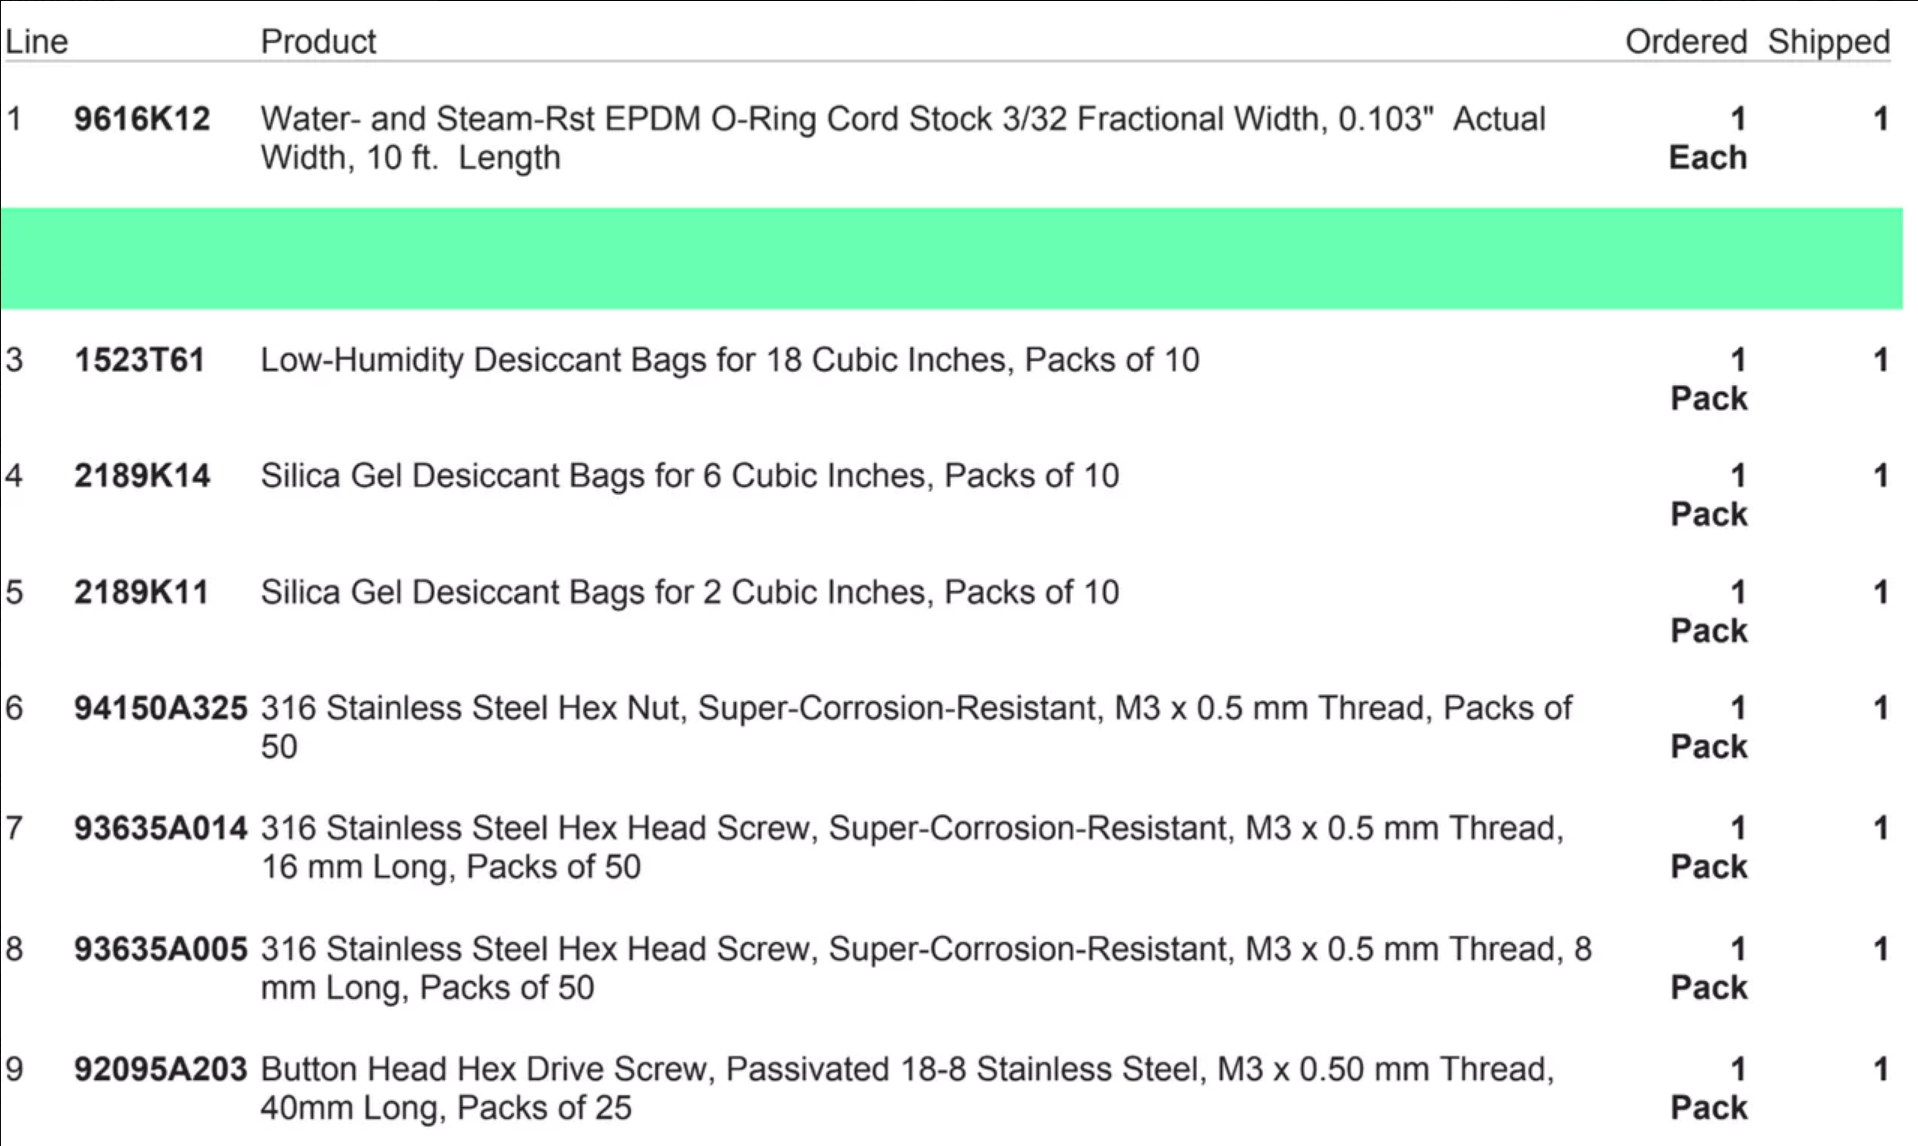 Line Product Ordered Shipped
1 9616K12 Water- and Steam-Rst EPDM O-Ring Cord Stock 3/32 Fractional Width, 0.103" Actual 1 1
Width, 10 ft. Length Each
3 1523T61 Low-Humidity Desiccant Bags for 18 Cubic Inches, Packs of 10 1 1
Pack
4 2189K14 Silica Gel Desiccant Bags for 6 Cubic Inches, Packs of 10 1 1
Pack
5 2189K11 Silica Gel Desiccant Bags for 2 Cubic Inches, Packs of 10 1 1
Pack
6 94150A325 316 Stainless Steel Hex Nut, Super-Corrosion-Resistant, M3 x 0.5 mm Thread, Packs of 1 1
50 Pack
7 93635A014 316 Stainless Steel Hex Head Screw, Super-Corrosion-Resistant, M3 x 0.5 mm Thread, 1 1
16 mm Long, Packs of 50 Pack
8 93635A005 316 Stainless Steel Hex Head Screw, Super-Corrosion-Resistant, M3 x 0.5 mm Thread, 8 1 1
mm Long, Packs of 50 Pack
9 92095A203 Button Head Hex Drive Screw, Passivated 18-8 Stainless Steel, M3 x 0.50 mm Thread, 1 1
40mm Long, Packs of 25 Pack